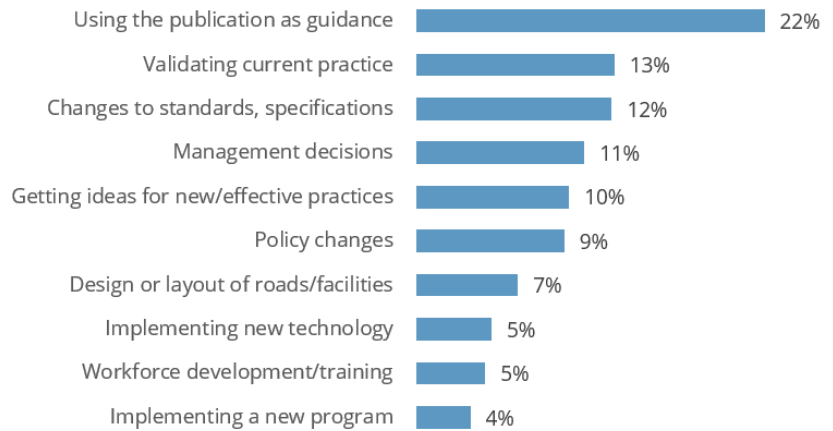 Using the publication as guidance 22%
Validating current practice 13%
Changes to standards, specifications 12%
Management decisions 11%
Getting ideas for new/effective practices 10%
Policy changes 9%
Design or layout of roads/facilities 7%
Implementing new technology 5%
Workforce development/training 5%
Implementing a new program 4%